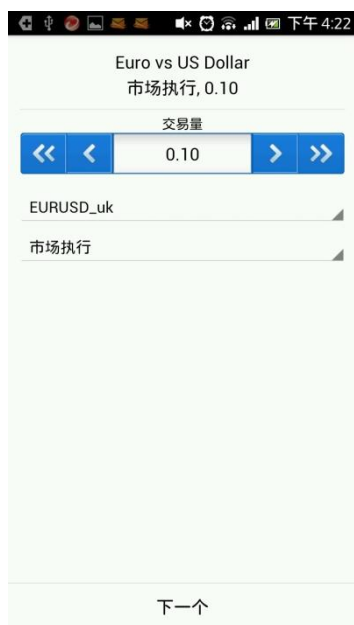 下午 4:22
Euro vs US Dollar
市场执行, 0.10
交易量
0.10
EURUSD_uk
市场执行
下一个